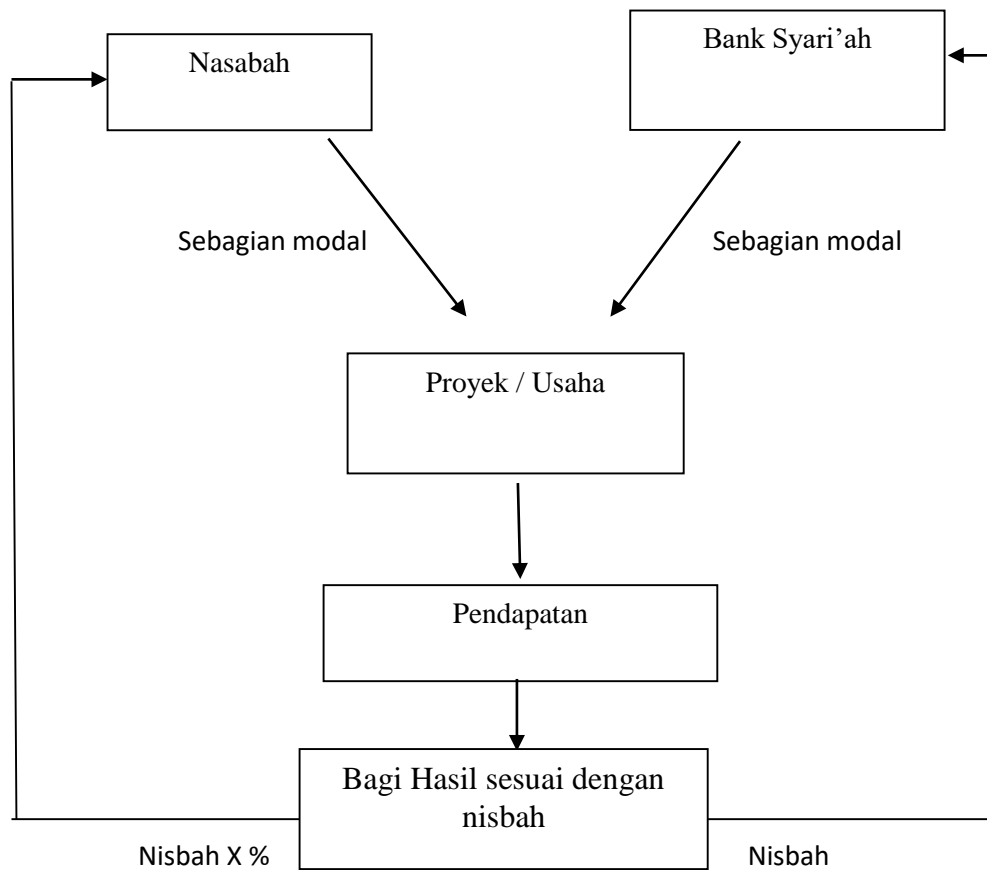 Nasabah
Bank Syari’ah
Sebagian modal
Sebagian modal
Proyek / Usaha
Pendapatan
Bagi Hasil sesuai dengan
nisbah
Nisbah X %
Nisbah